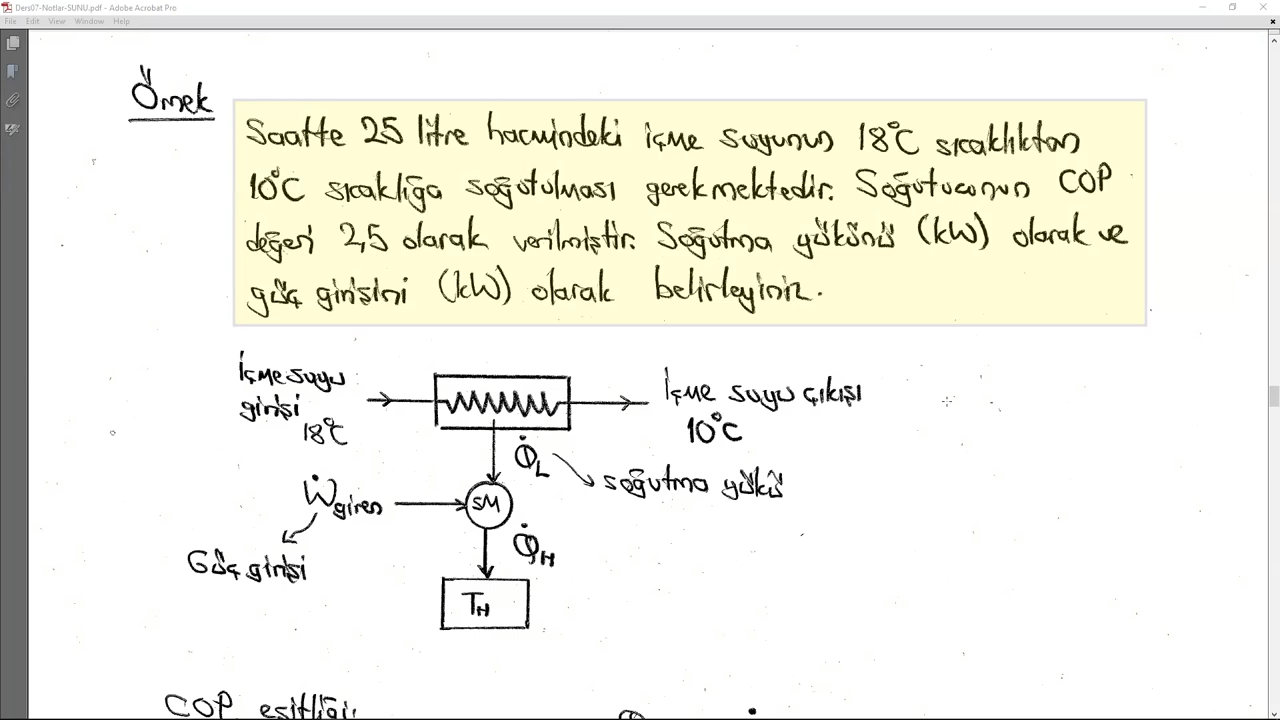 Ders07-Notlar-SUNU.pdf - Adobe Acrobat Pro
File Edit View Window Help
Örnek
Saatte 25 litre hacmindeki içme suyunun 18°C sıcaklıktan
10°C sıcaklığa soğutulması gerekmektedir. Soğutucunun COP
değeri 2,5 olarak verilmiştir. Soğutma yükünü (kW) olarak ve
güç girişini (kW) olarak belirleyiniz.
İçme suyu
girişi
18°C
İçme suyu çıkışı
10°C
Q̇L
soğutma yükü
Ẇgiren
SM
Güç girişi
Q̇H
TH
COP eşitliği;